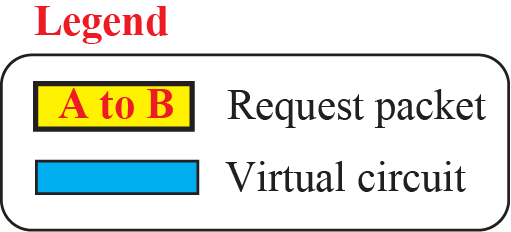 Legend
A to B Request packet
Virtual circuit